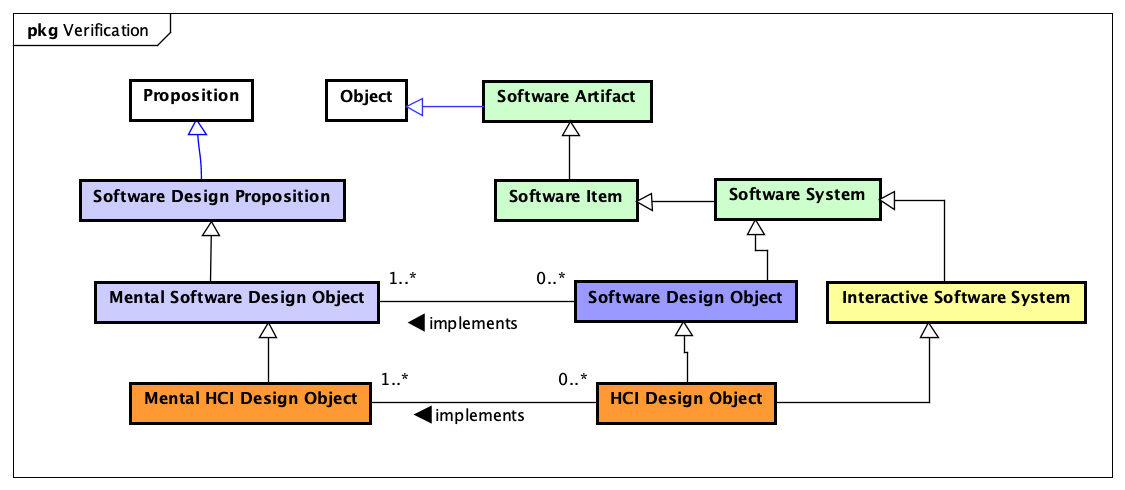 pkg Verification
Proposition
Object
Software Artifact
Software Design Proposition
Software Item
Software System
Mental Software Design Object
1..*
0..*
Software Design Object
Interactive Software System
implements
Mental HCI Design Object
1..*
0..*
HCI Design Object
implements